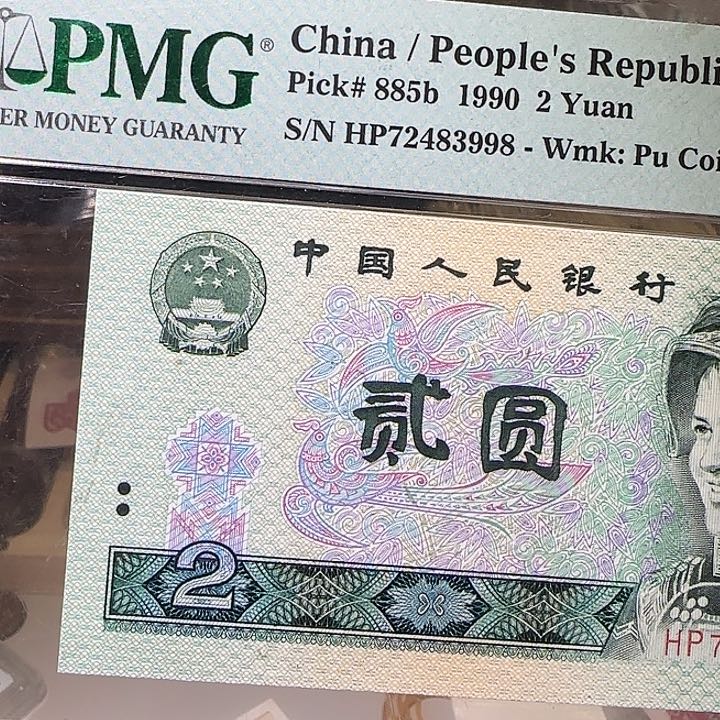 PMG® China / People's Republi
Pick# 885b 1990 2 Yuan
ER MONEY GUARANTY
S/N HP72483998 - Wmk: Pu Coi
中国人民银行
贰圆
2
HP7